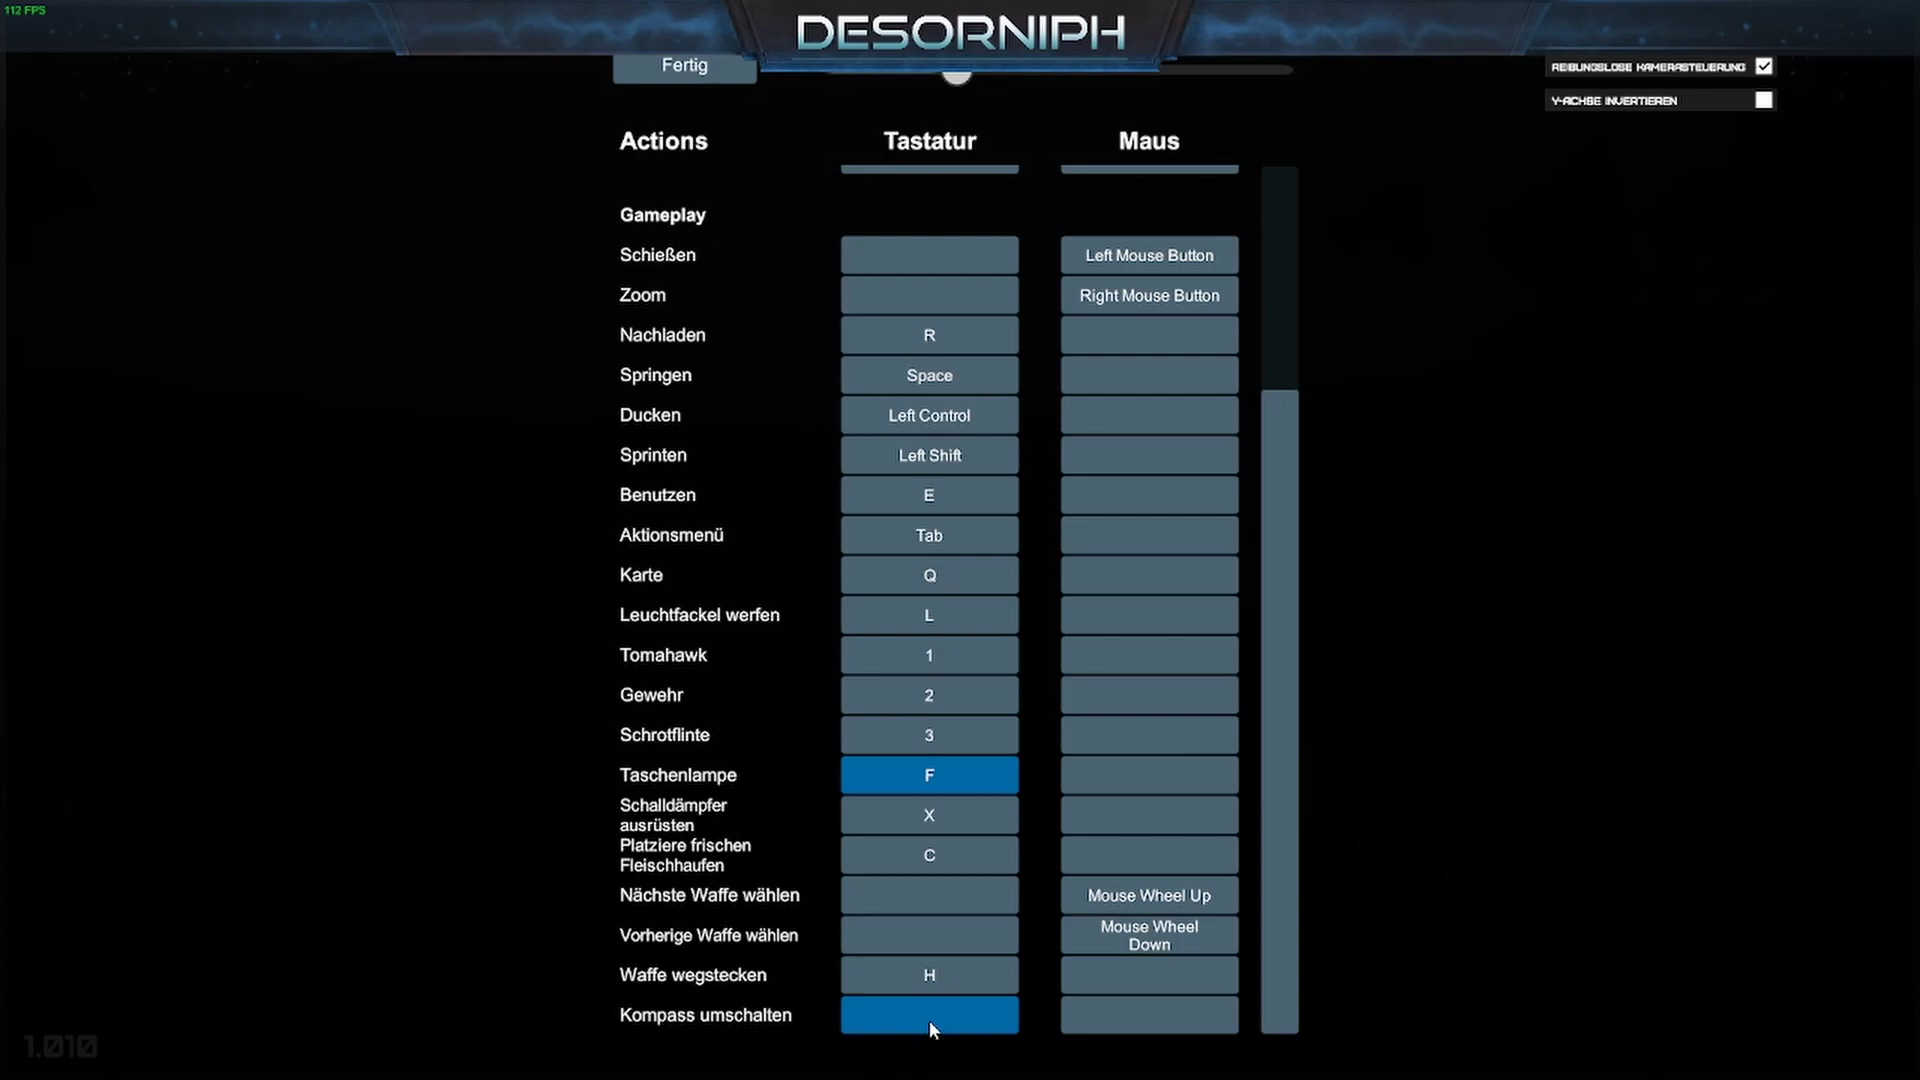 112 FPS
DESORNIPH
Fertig
REIBUNGSLOSE KAMERASTEUERUNG
Y-ACHSE INVERTIEREN
Actions Tastatur Maus
Gameplay
Schießen Left Mouse Button
Zoom Right Mouse Button
Nachladen R
Springen Space
Ducken Left Control
Sprinten Left Shift
Benutzen E
Aktionsmenü Tab
Karte Q
Leuchtfackel werfen L
Tomahawk 1
Gewehr 2
Schrotflinte 3
Taschenlampe F
Schalldämpfer
ausrüsten X
Platziere frischen
Fleischhaufen C
Nächste Waffe wählen Mouse Wheel Up
Vorherige Waffe wählen Mouse Wheel
Down
Waffe wegstecken H
Kompass umschalten
1.010